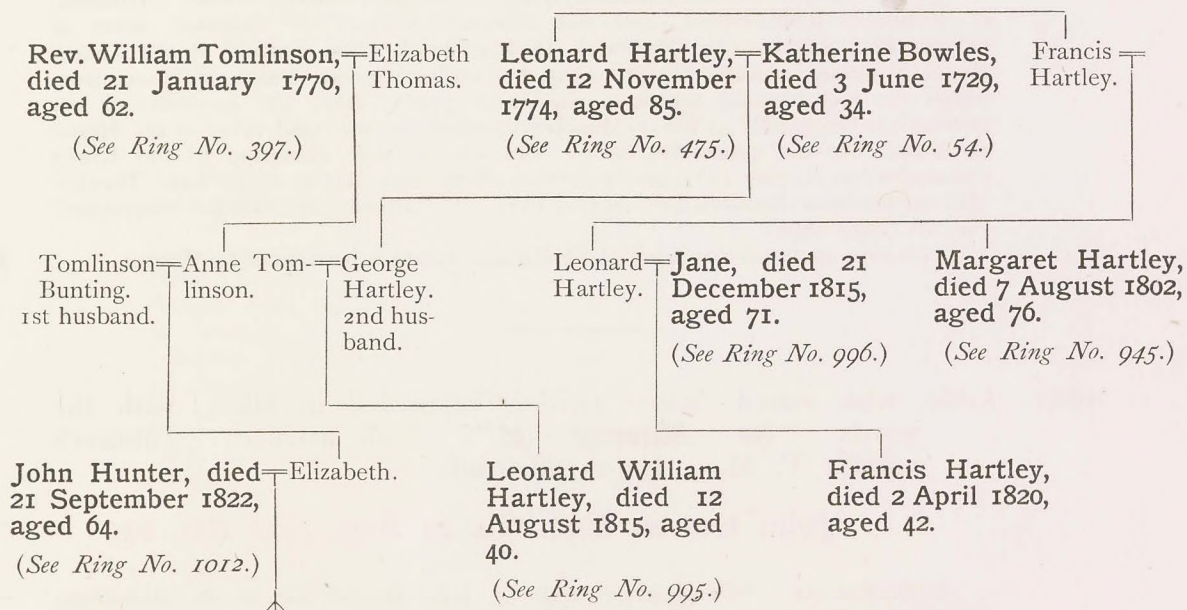 Rev. William Tomlinson,
died 21 January 1770,
aged 62.
(See Ring No. 397.)
Elizabeth
Thomas.
Leonard Hartley,
died 12 November
1774, aged 85.
(See Ring No. 475.)
Katherine Bowles,
died 3 June 1729,
aged 34.
(See Ring No. 54.)
Francis
Hartley.
Tomlinson
Bunting.
1st husband.
Anne Tom-
linson.
George
Hartley.
2nd hus-
band.
Leonard
Hartley.
Jane, died 21
December 1815,
aged 71.
(See Ring No. 996.)
Margaret Hartley,
died 7 August 1802,
aged 76.
(See Ring No. 945.)
John Hunter, died
21 September 1822,
aged 64.
(See Ring No. 1012.)
Elizabeth.
Leonard William
Hartley, died 12
August 1815, aged
40.
(See Ring No. 995.)
Francis Hartley,
died 2 April 1820,
aged 42.